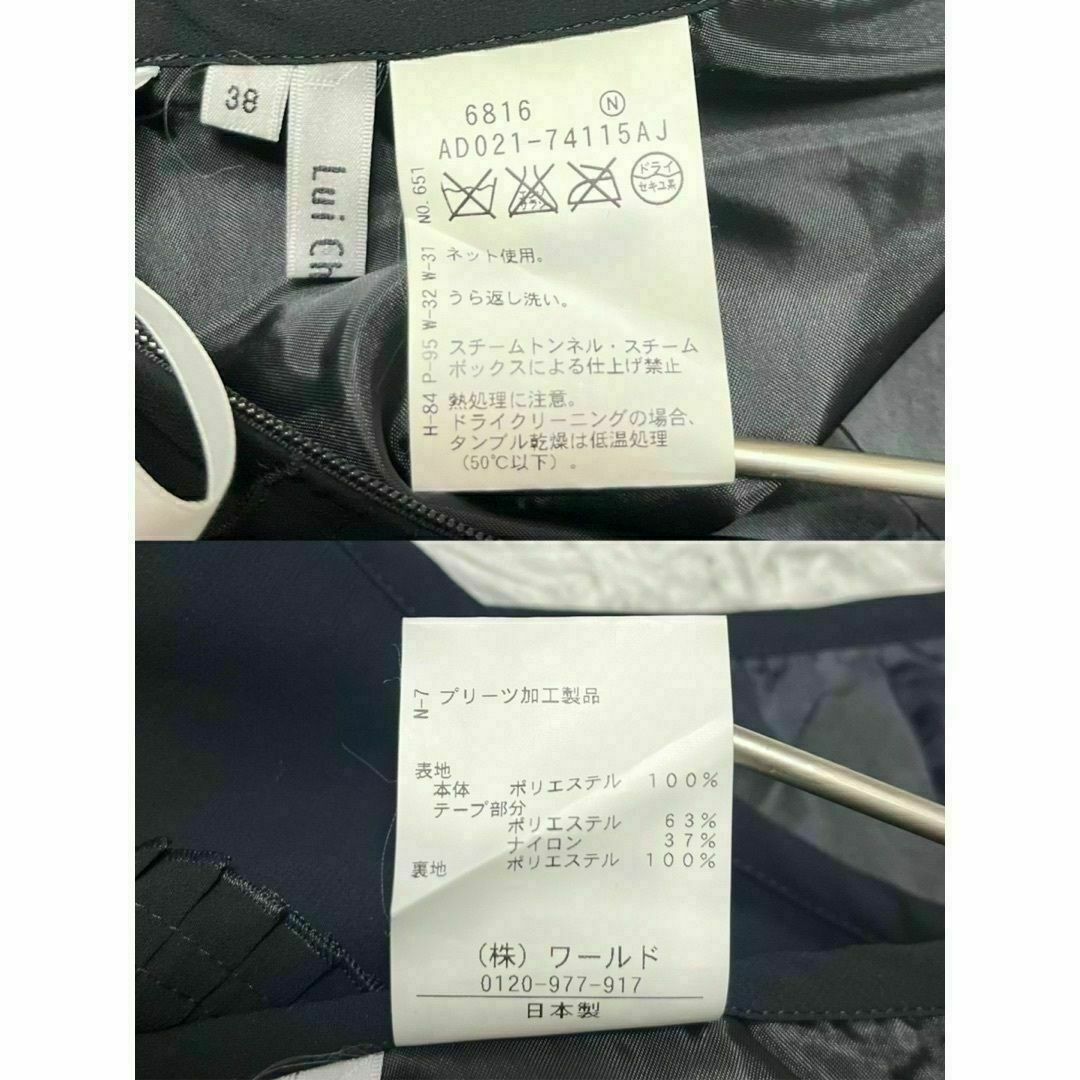 38
Lui Ch
6816 Ⓝ
AD021-74115AJ
ドライ
セキユ系
NO. 651
H-84 P-95 W-32 W-31
ネット使用。
うら返し洗い。
スチームトンネル・スチーム
ボックスによる仕上げ禁止
熱処理に注意。
ドライクリーニングの場合、
タンブル乾燥は低温処理
(50℃以下)。
N-7
プリーツ加工製品
表地
本体 ポリエステル 100%
テープ部分
ポリエステル 63%
ナイロン 37%
裏地 ポリエステル 100%
(株) ワールド
0120-977-917
日本製